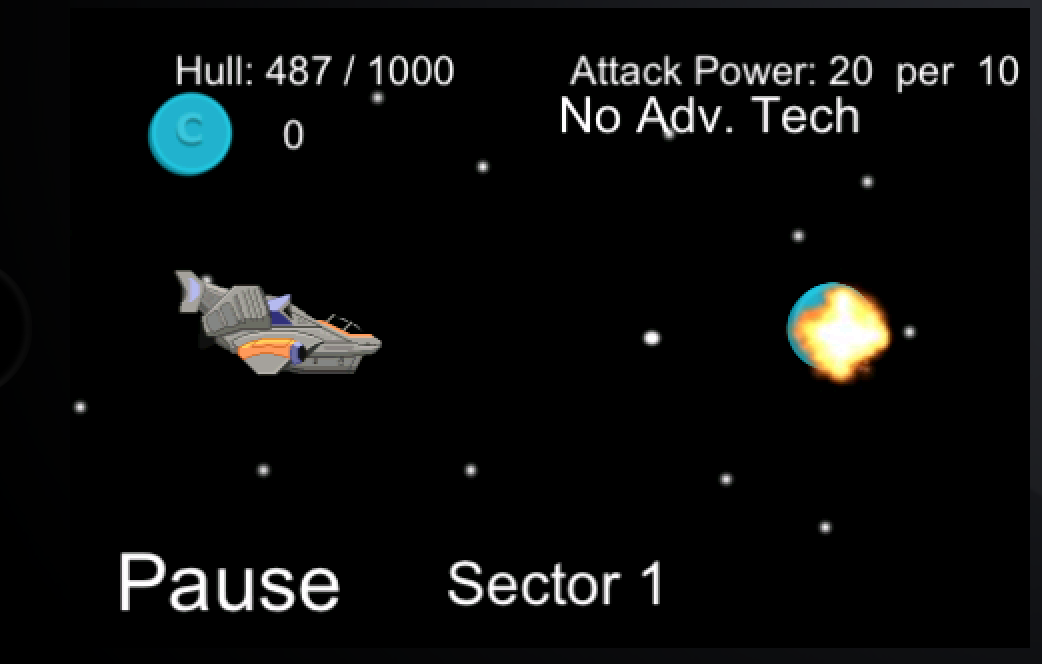 Hull: 487 / 1000
Attack Power: 20 per 10
No Adv. Tech
C
0
Pause
Sector 1